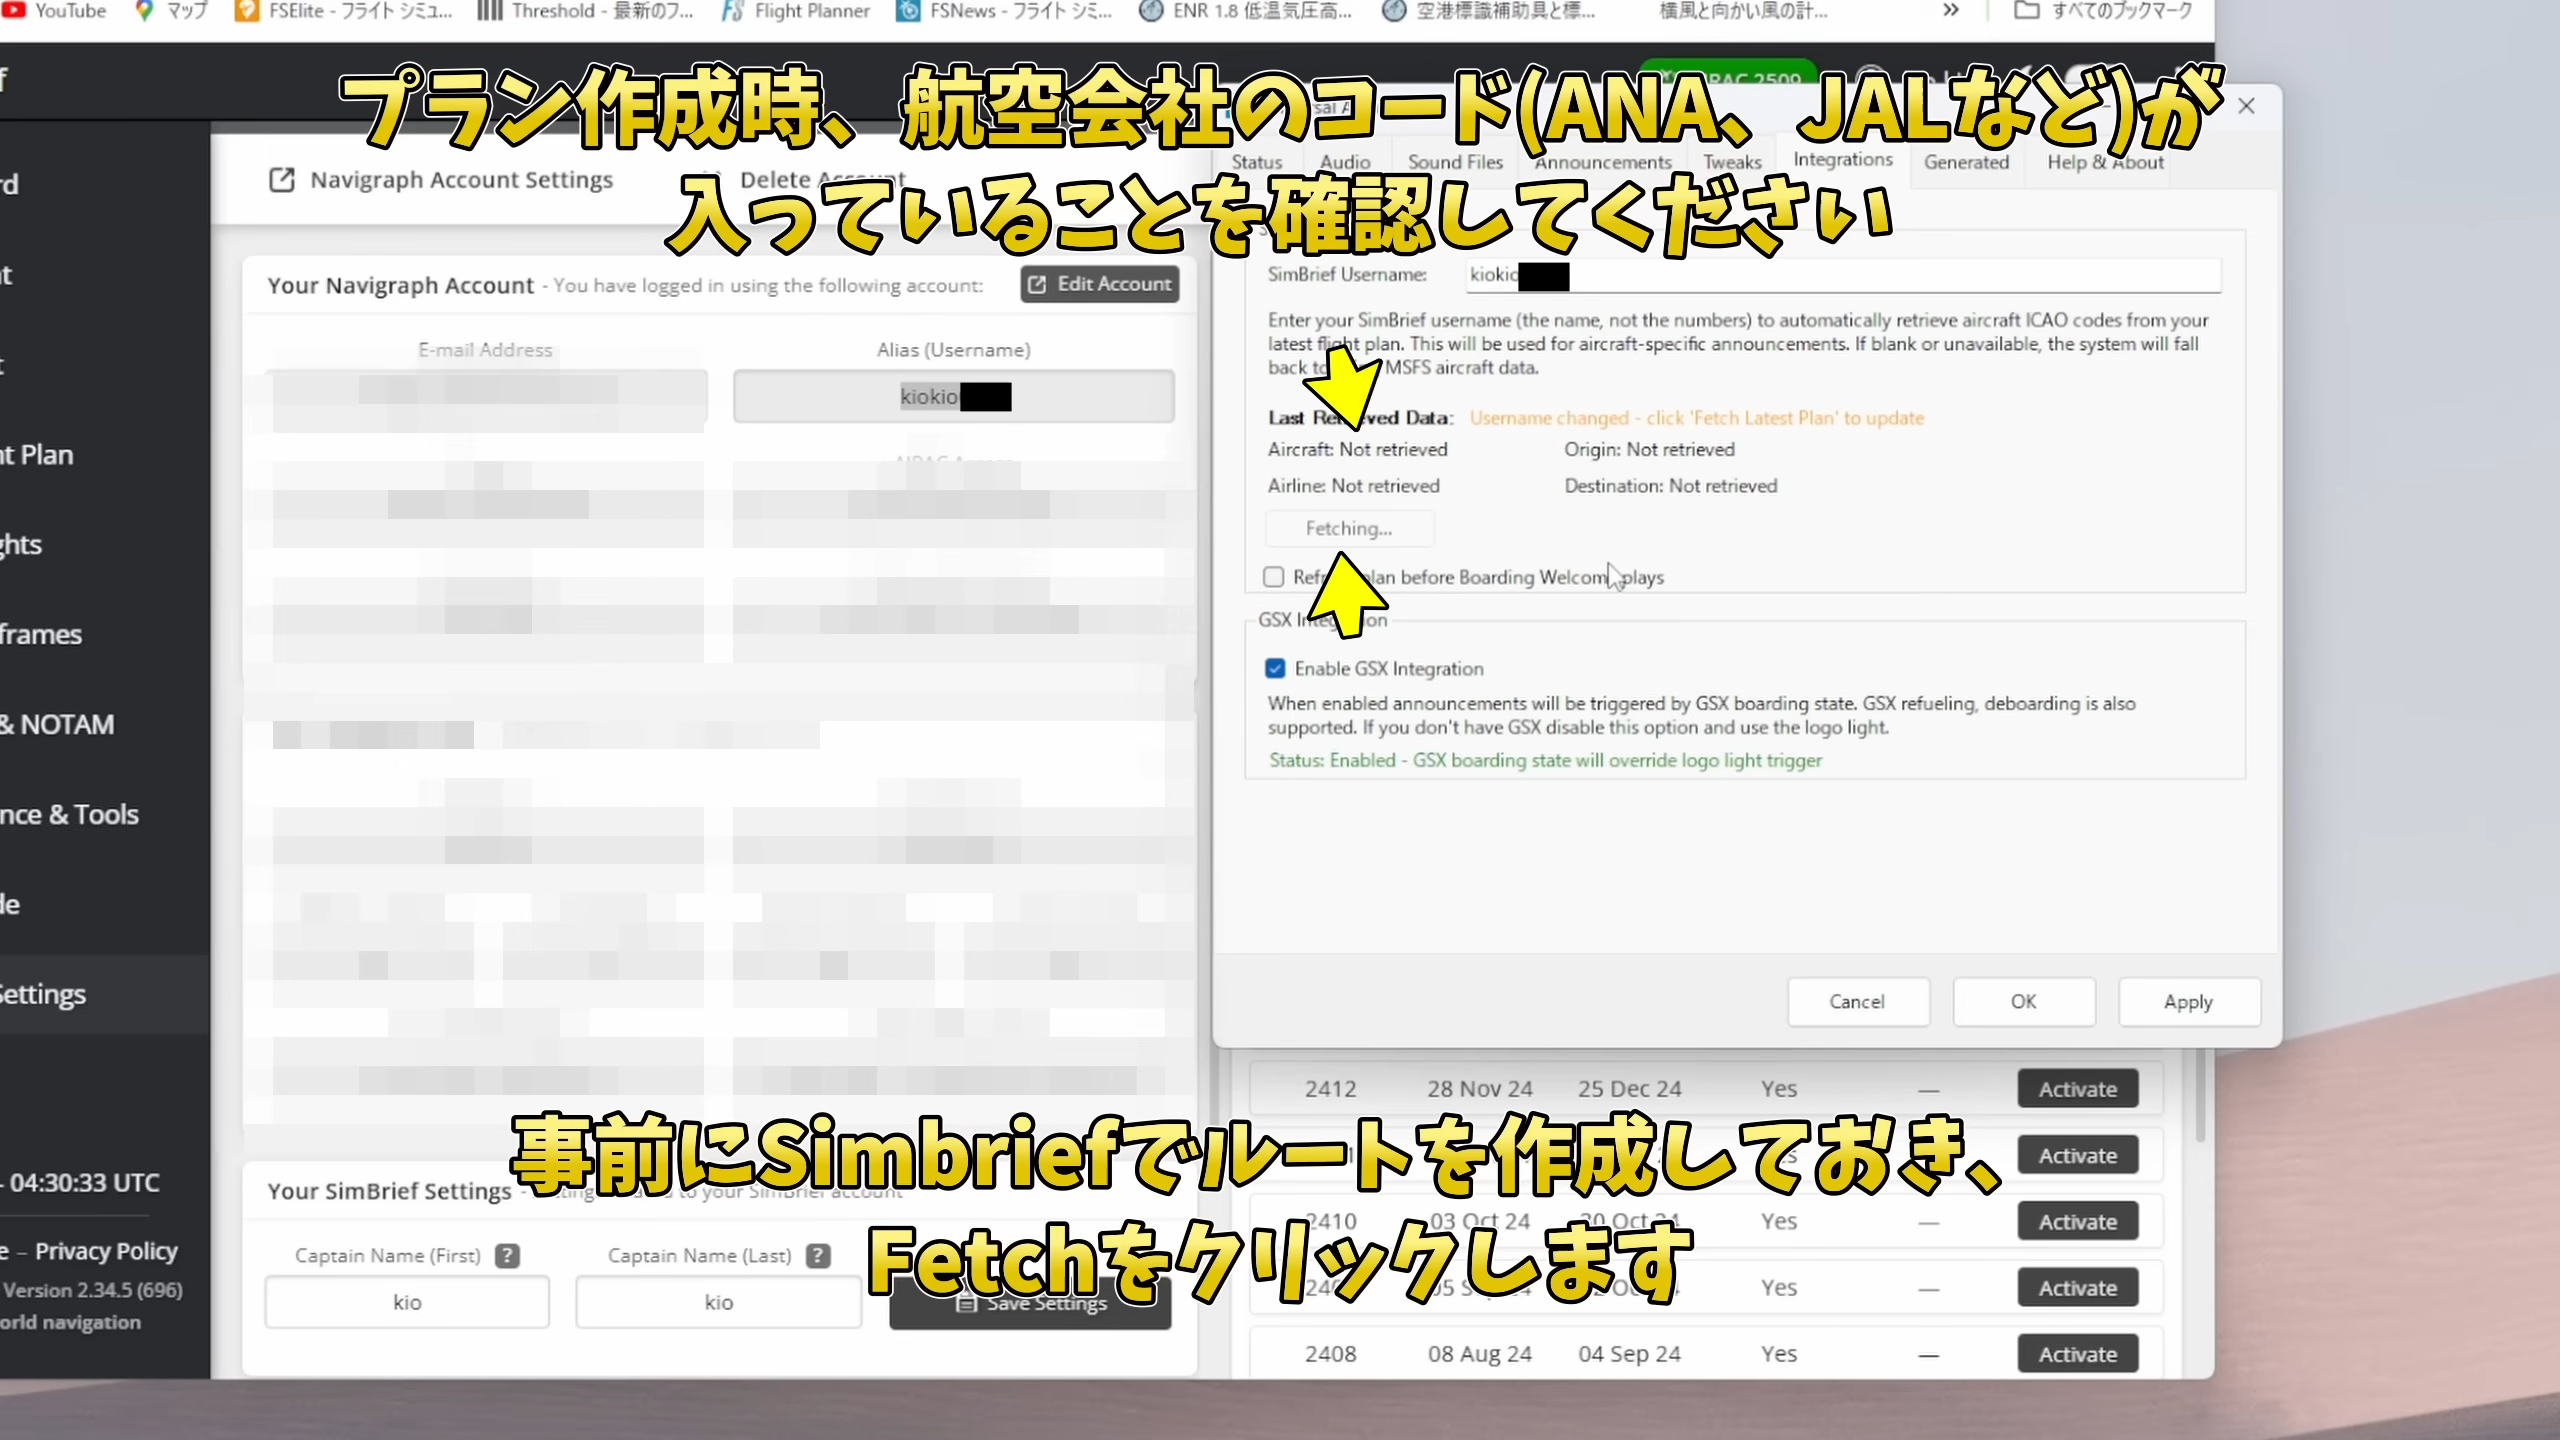 YouTube
マップ
FSElite - フライト シミュ...
Threshold - 最新のフ...
Flight Planner
FSNews - フライト シミ...
ENR 1.8 低温気圧高...
空港標識補助具と標...
横風と向かい風の計...
»
すべてのブックマーク
プラン作成時、航空会社のコード(ANA、JALなど)が
入っていることを確認してください
Navigraph Account Settings
Delete Account
Your Navigraph Account - You have logged in using the following account:
Edit Account
E-mail Address
Alias (Username)
kiokio
nt Plan
ghts
frames
& NOTAM
nce & Tools
de
Settings
- 04:30:33 UTC
e – Privacy Policy
Version 2.34.5 (696)
orld navigation
Status
Audio
Sound Files
Announcements
Tweaks
Integrations
Generated
Help & About
SimBrief Username:
kiokio
Enter your SimBrief username (the name, not the numbers) to automatically retrieve aircraft ICAO codes from your
latest flight plan. This will be used for aircraft-specific announcements. If blank or unavailable, the system will fall
back to MSFS aircraft data.
Last Retrieved Data: Username changed - click 'Fetch Latest Plan' to update
Aircraft: Not retrieved
Origin: Not retrieved
Airline: Not retrieved
Destination: Not retrieved
Fetching...
Refresh plan before Boarding Welcome plays
GSX Integration
Enable GSX Integration
When enabled announcements will be triggered by GSX boarding state. GSX refueling, deboarding is also
supported. If you don't have GSX disable this option and use the logo light.
Status: Enabled - GSX boarding state will override logo light trigger
Cancel
OK
Apply
2412 28 Nov 24 25 Dec 24 Yes — Activate
Activate
2410 03 Oct 24 30 Oct 24 Yes — Activate
Yes — Activate
2408 08 Aug 24 04 Sep 24 Yes — Activate
事前にSimbriefでルートを作成しておき、
Fetchをクリックします
Your SimBrief Settings
Captain Name (First) ?
Captain Name (Last) ?
kio
kio
Save Settings